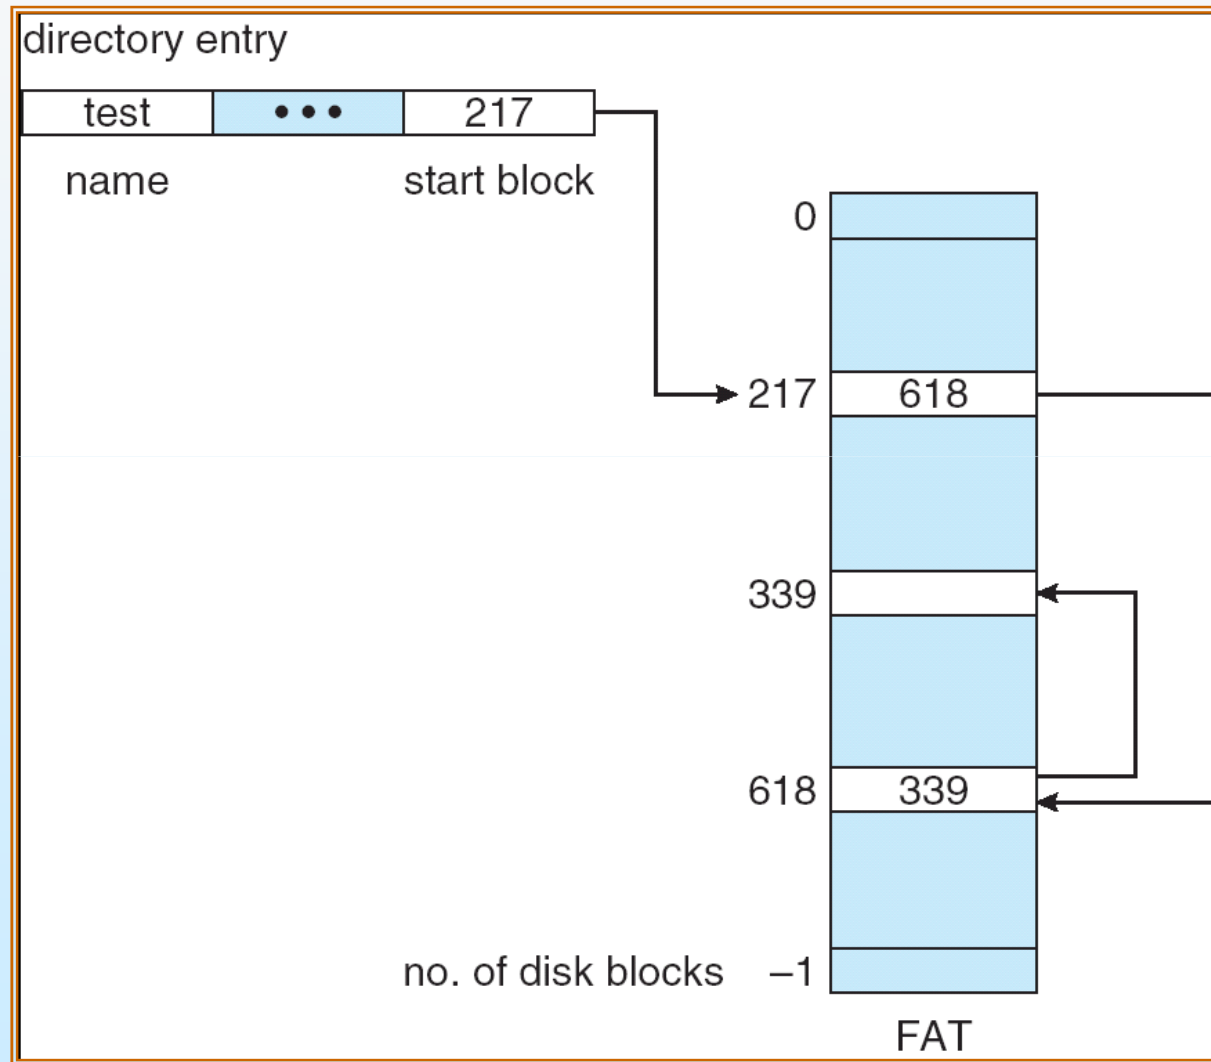 directory entry
test ••• 217
name start block
0
217 618
339
618 339
no. of disk blocks –1
FAT